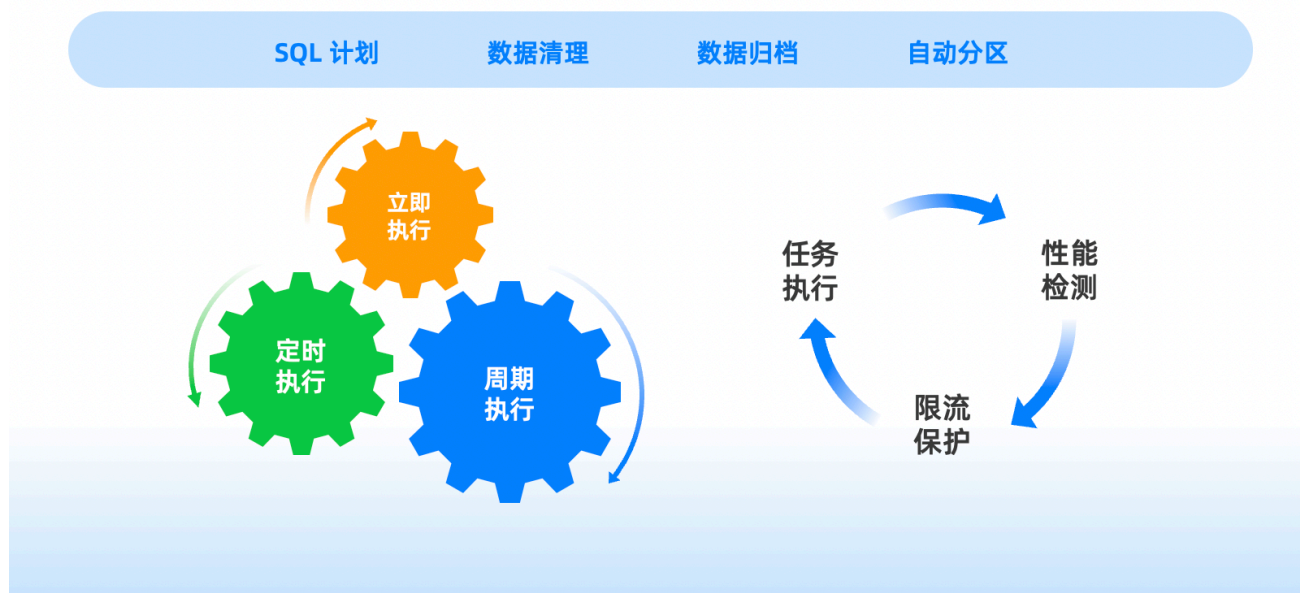 SQL 计划 数据清理 数据归档 自动分区
立即
执行
定时
执行
周期
执行
任务
执行
性能
检测
限流
保护